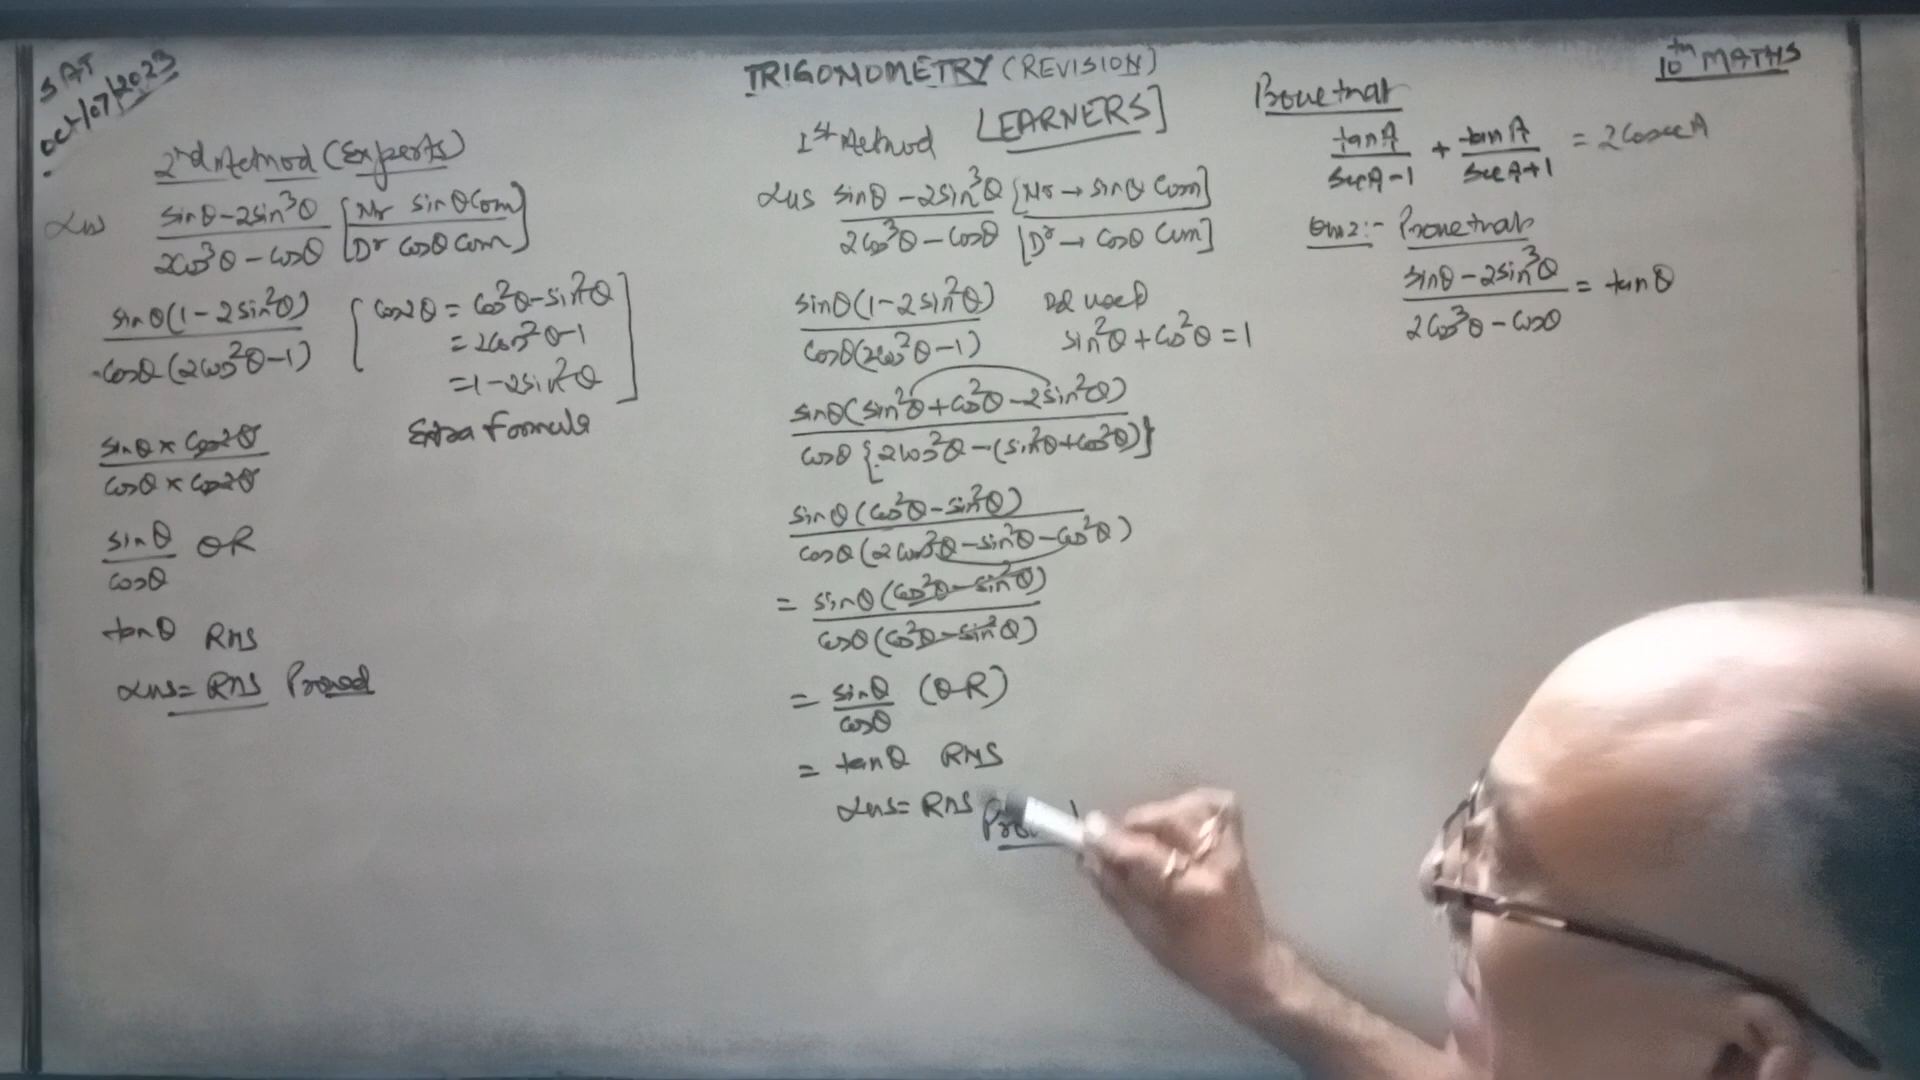 SAT
Oct/07/2023
TRIGONOMETRY (REVISION)
10th MATHS
2nd Method (Experts)
LHS sinθ-2sin³θ / 2cos³θ - cosθ [Nr sinθ Com] [Dr cosθ Com]
sinθ(1-2sin²θ) / cosθ(2cos²θ-1)
[cos2θ = cos²θ-sin²θ
= 2cos²θ-1
= 1-2sin²θ]
Extra Formula
sinθ × cos2θ / cosθ × cos2θ
sinθ / cosθ OR
tanθ RHS
LHS = RHS Proved
1st Method [LEARNERS]
LHS sinθ - 2sin³θ / 2cos³θ - cosθ [Nr → sinθ Com] [Dr → cosθ Com]
sinθ(1-2sin²θ) / cosθ(2cos²θ-1)
used
sin²θ + cos²θ = 1
sinθ(sin²θ+cos²θ-2sin²θ) / cosθ{2cos²θ-(sin²θ+cos²θ)}
sinθ(cos²θ-sin²θ) / cosθ(2cos²θ-sin²θ-cos²θ)
= sinθ(cos²θ-sin²θ) / cosθ(cos²θ-sin²θ)
= sinθ / cosθ (OR)
= tanθ RHS
LHS = RHS
Prove that
tanA / secA-1 + tanA / secA+1 = 2CosecA
Qns2:- Prove that
sinθ-2sin³θ / 2cos³θ-cosθ = tanθ